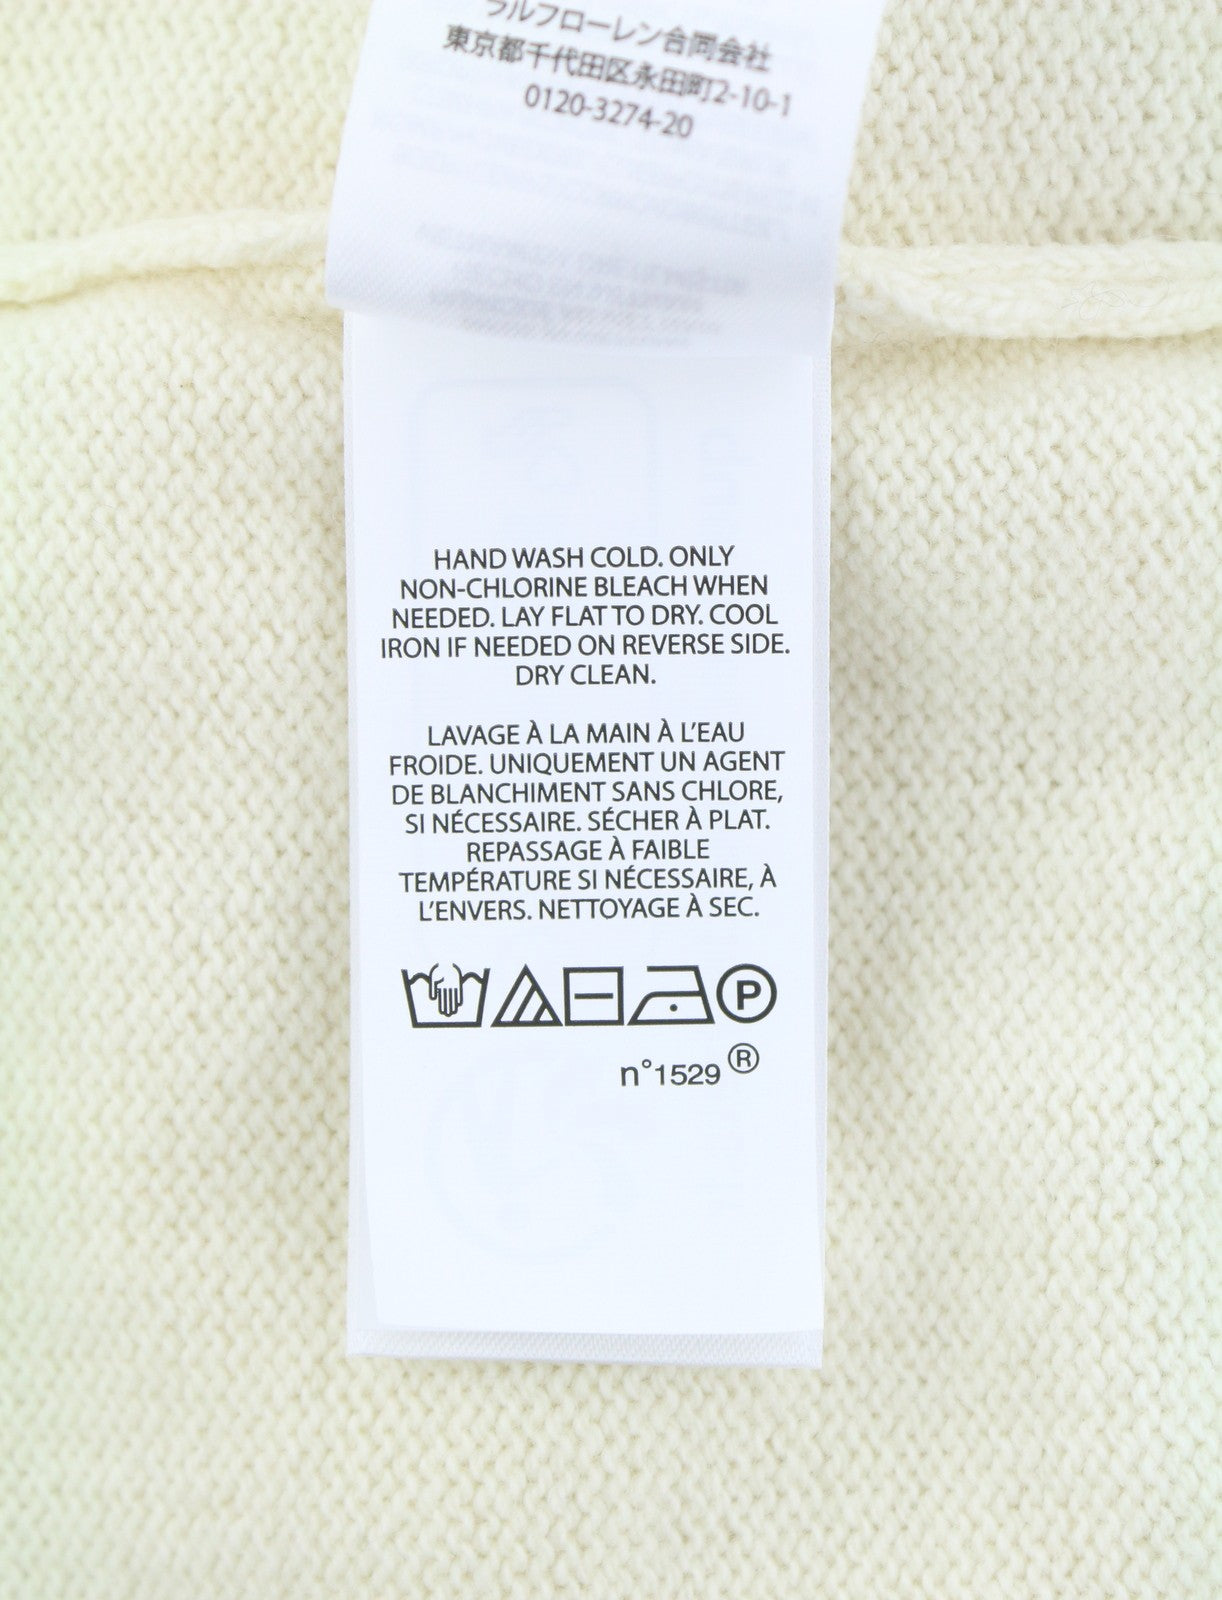 ラルフローレン合同会社
東京都千代田区永田町2-10-1
0120-3274-20
HAND WASH COLD. ONLY
NON-CHLORINE BLEACH WHEN
NEEDED. LAY FLAT TO DRY. COOL
IRON IF NEEDED ON REVERSE SIDE.
DRY CLEAN.
LAVAGE À LA MAIN À L'EAU
FROIDE. UNIQUEMENT UN AGENT
DE BLANCHIMENT SANS CHLORE,
SI NÉCESSAIRE. SÉCHER À PLAT.
REPASSAGE À FAIBLE
TEMPÉRATURE SI NÉCESSAIRE, À
L'ENVERS. NETTOYAGE À SEC.
P
n°1529 ®